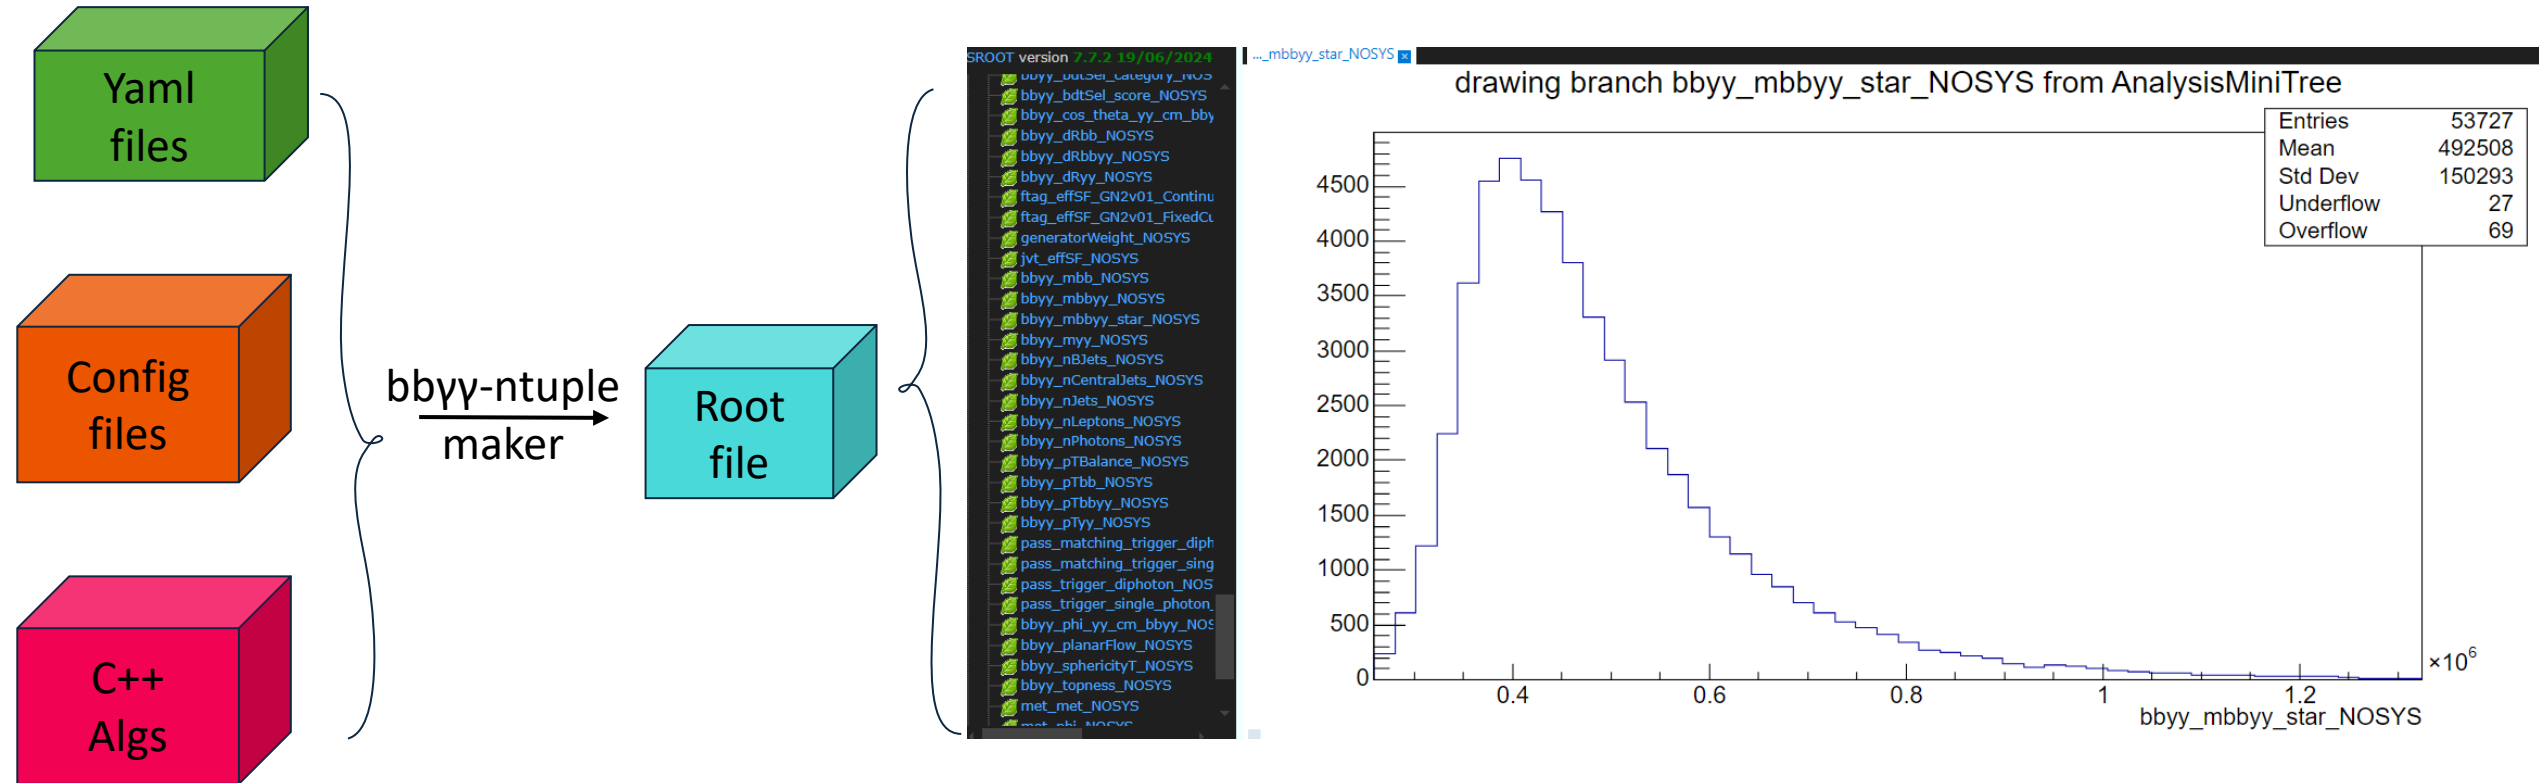 Yaml
files
Config
files
C++
Algs
bbγγ-ntuple
maker
Root
file
SROOT version 7.7.2 19/06/2024
bbyy_bdtSel_category_NOS
bbyy_bdtSel_score_NOSYS
bbyy_cos_theta_yy_cm_bby
bbyy_dRbb_NOSYS
bbyy_dRbbyy_NOSYS
bbyy_dRyy_NOSYS
ftag_effSF_GN2v01_Continu
ftag_effSF_GN2v01_FixedCu
generatorWeight_NOSYS
jvt_effSF_NOSYS
bbyy_mbb_NOSYS
bbyy_mbbyy_NOSYS
bbyy_mbbyy_star_NOSYS
bbyy_myy_NOSYS
bbyy_nBJets_NOSYS
bbyy_nCentralJets_NOSYS
bbyy_nJets_NOSYS
bbyy_nLeptons_NOSYS
bbyy_nPhotons_NOSYS
bbyy_pTBalance_NOSYS
bbyy_pTbb_NOSYS
bbyy_pTbbyy_NOSYS
bbyy_pTyy_NOSYS
pass_matching_trigger_diph
pass_matching_trigger_sing
pass_trigger_diphoton_NOS
pass_trigger_single_photon_
bbyy_phi_yy_cm_bbyy_NOS
bbyy_planarFlow_NOSYS
bbyy_sphericityT_NOSYS
bbyy_topness_NOSYS
met_met_NOSYS
met_phi_NOSYS
..._mbbyy_star_NOSYS
drawing branch bbyy_mbbyy_star_NOSYS from AnalysisMiniTree
Entries 53727
Mean 492508
Std Dev 150293
Underflow 27
Overflow 69
4500
4000
3500
3000
2500
2000
1500
1000
500
0
0.4 0.6 0.8 1 1.2
×10⁶
bbyy_mbbyy_star_NOSYS